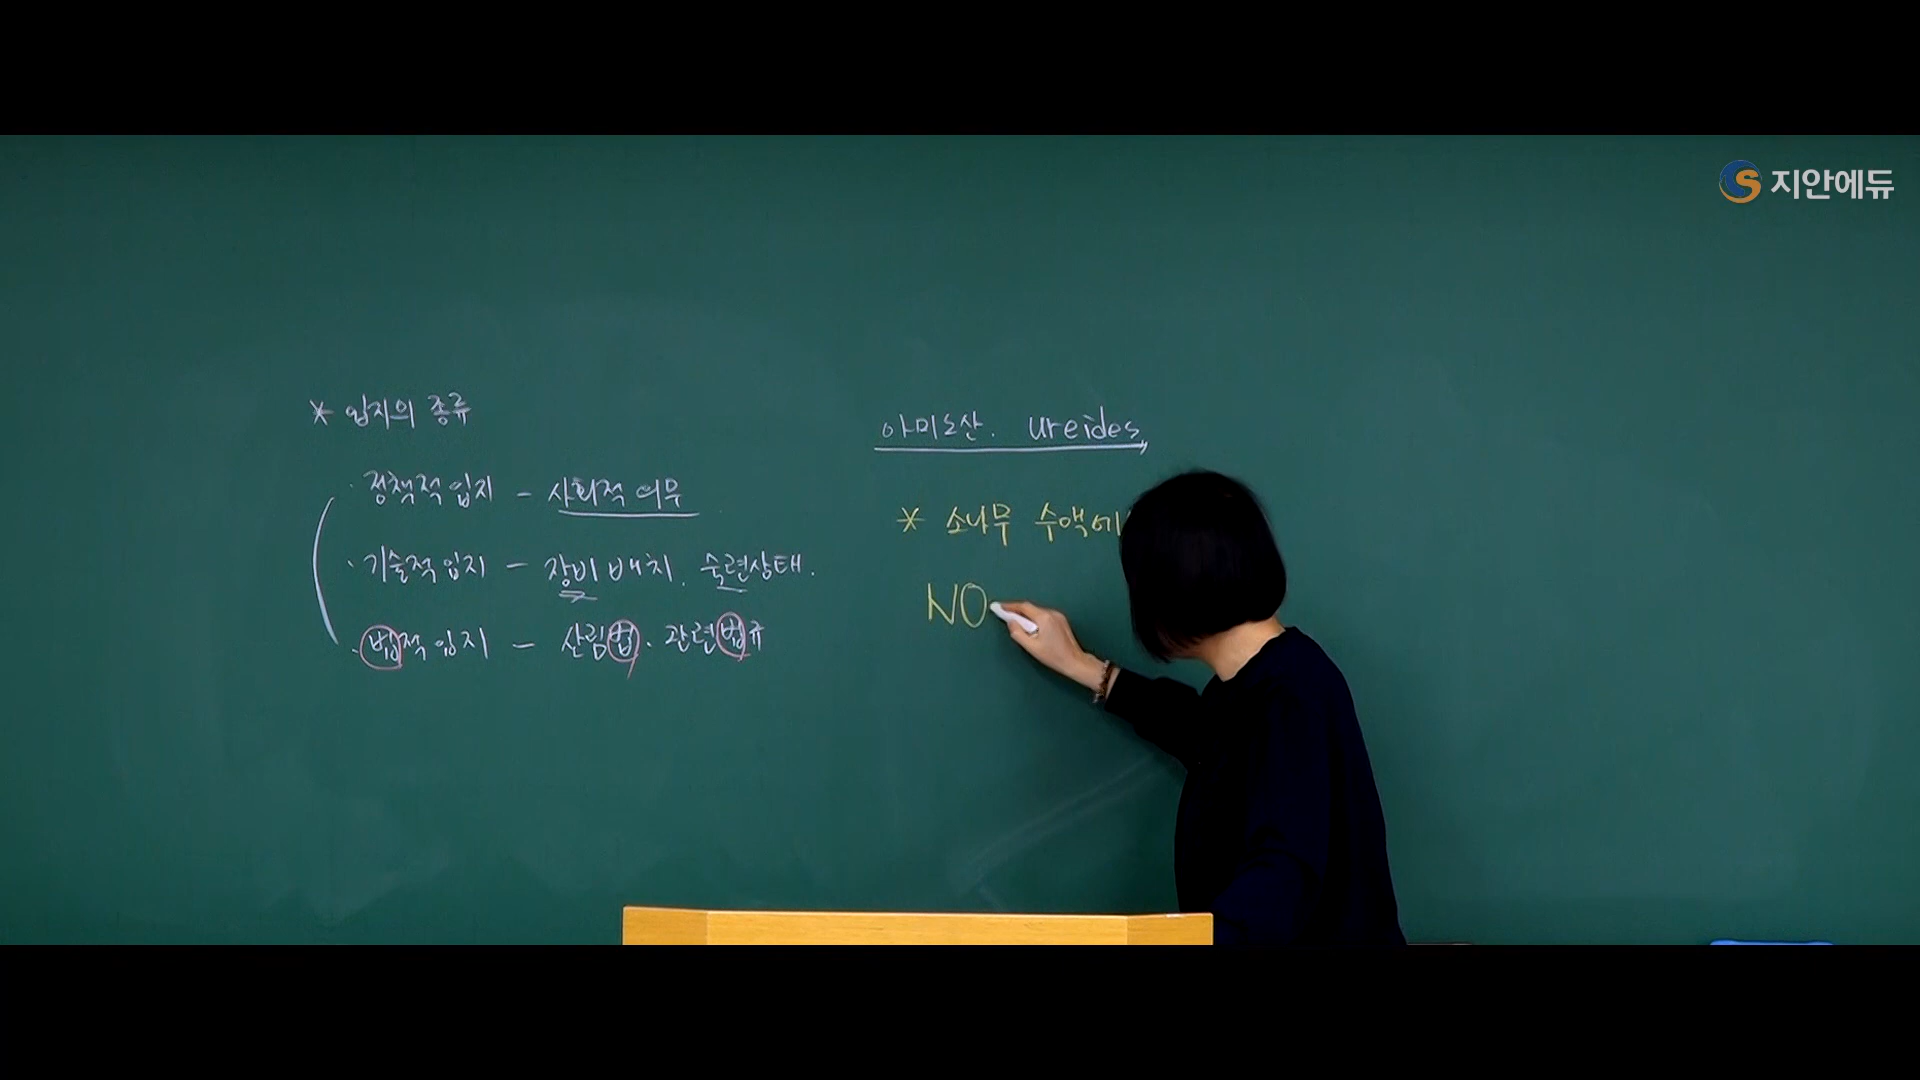 지안에듀
* 입지의 종류
· 정책적 입지 - 사회적 여무
· 기술적 입지 - 장비 배치. 숙련상태.
· 법적 입지 - 산림법. 관련법규
아미노산. ureides,
* 소나무 수액에
NO